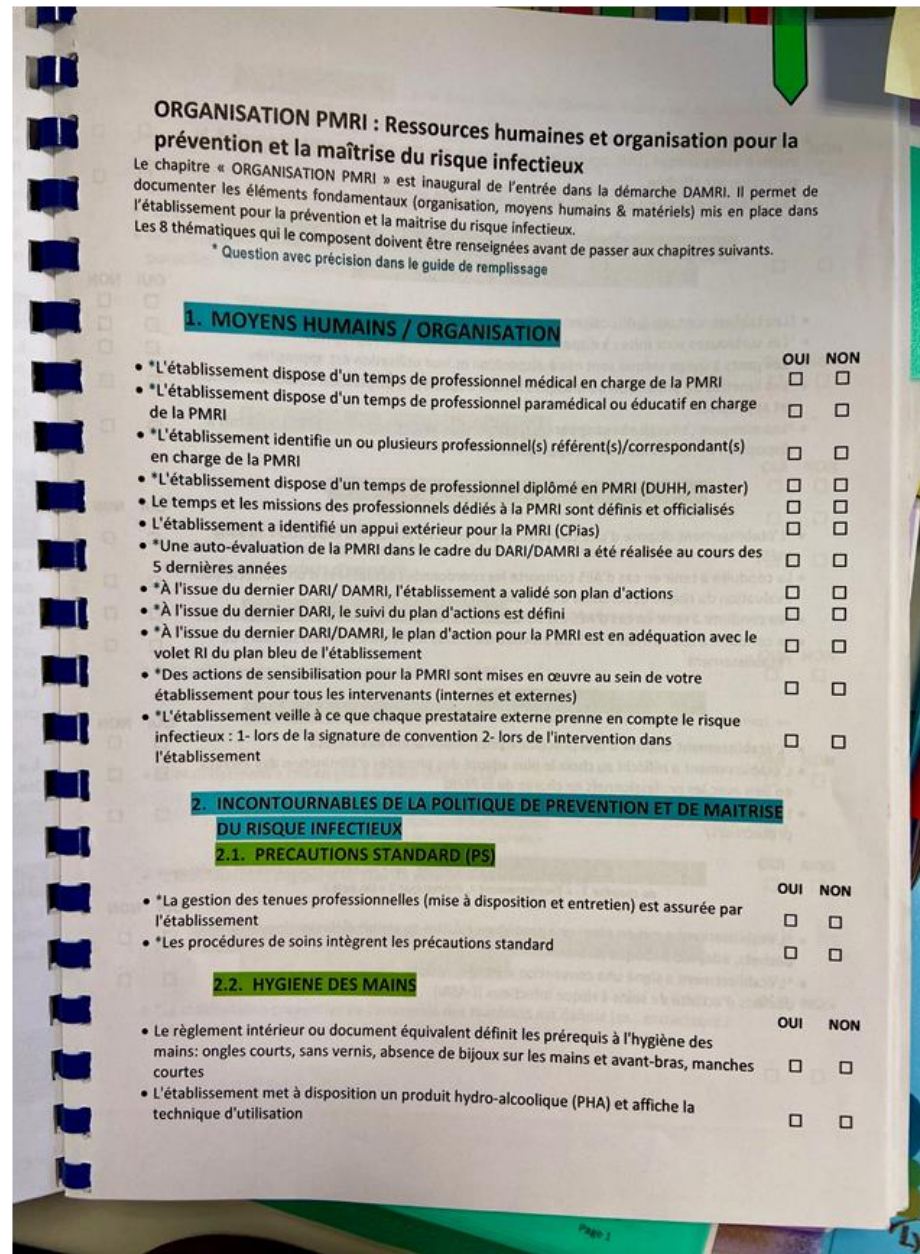 ORGANISATION PMRI : Ressources humaines et organisation pour la
prévention et la maîtrise du risque infectieux
Le chapitre « ORGANISATION PMRI » est inaugural de l'entrée dans la démarche DAMRI. Il permet de
documenter les éléments fondamentaux (organisation, moyens humains & matériels) mis en place dans
l'établissement pour la prévention et la maitrise du risque infectieux.
Les 8 thématiques qui le composent doivent être renseignées avant de passer aux chapitres suivants.
* Question avec précision dans le guide de remplissage
1. MOYENS HUMAINS / ORGANISATION
OUI NON
• *L'établissement dispose d'un temps de professionnel médical en charge de la PMRI ☐ ☐
• *L'établissement dispose d'un temps de professionnel paramédical ou éducatif en charge
de la PMRI ☐ ☐
• *L'établissement identifie un ou plusieurs professionnel(s) référent(s)/correspondant(s)
en charge de la PMRI ☐ ☐
• *L'établissement dispose d'un temps de professionnel diplômé en PMRI (DUHH, master) ☐ ☐
• Le temps et les missions des professionnels dédiés à la PMRI sont définis et officialisés ☐ ☐
• L'établissement a identifié un appui extérieur pour la PMRI (CPias) ☐ ☐
• *Une auto-évaluation de la PMRI dans le cadre du DARI/DAMRI a été réalisée au cours des
5 dernières années ☐ ☐
• *À l'issue du dernier DARI/ DAMRI, l'établissement a validé son plan d'actions ☐ ☐
• *À l'issue du dernier DARI, le suivi du plan d'actions est défini ☐ ☐
• *À l'issue du dernier DARI/DAMRI, le plan d'action pour la PMRI est en adéquation avec le
volet RI du plan bleu de l'établissement ☐ ☐
• *Des actions de sensibilisation pour la PMRI sont mises en œuvre au sein de votre
établissement pour tous les intervenants (internes et externes) ☐ ☐
• *L'établissement veille à ce que chaque prestataire externe prenne en compte le risque
infectieux : 1- lors de la signature de convention 2- lors de l'intervention dans
l'établissement ☐ ☐
2. INCONTOURNABLES DE LA POLITIQUE DE PREVENTION ET DE MAITRISE
DU RISQUE INFECTIEUX
2.1. PRECAUTIONS STANDARD (PS)
OUI NON
• *La gestion des tenues professionnelles (mise à disposition et entretien) est assurée par
l'établissement ☐ ☐
• *Les procédures de soins intègrent les précautions standard ☐ ☐
2.2. HYGIENE DES MAINS
OUI NON
• Le règlement intérieur ou document équivalent définit les prérequis à l'hygiène des
mains: ongles courts, sans vernis, absence de bijoux sur les mains et avant-bras, manches
courtes ☐ ☐
• L'établissement met à disposition un produit hydro-alcoolique (PHA) et affiche la
technique d'utilisation ☐ ☐
Page 1